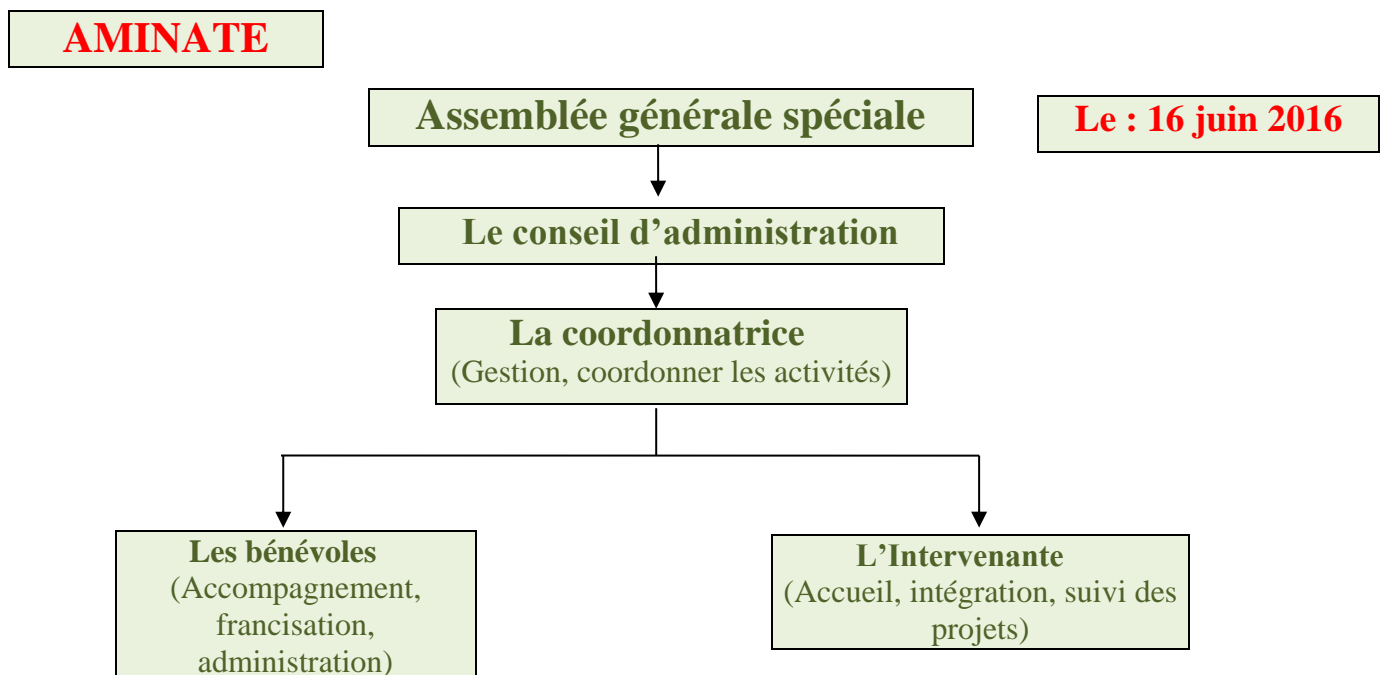 AMINATE
Assemblée générale spéciale
Le : 16 juin 2016
Le conseil d’administration
La coordonnatrice
(Gestion, coordonner les activités)
Les bénévoles
(Accompagnement,
francisation,
administration)
L’Intervenante
(Accueil, intégration, suivi des
projets)